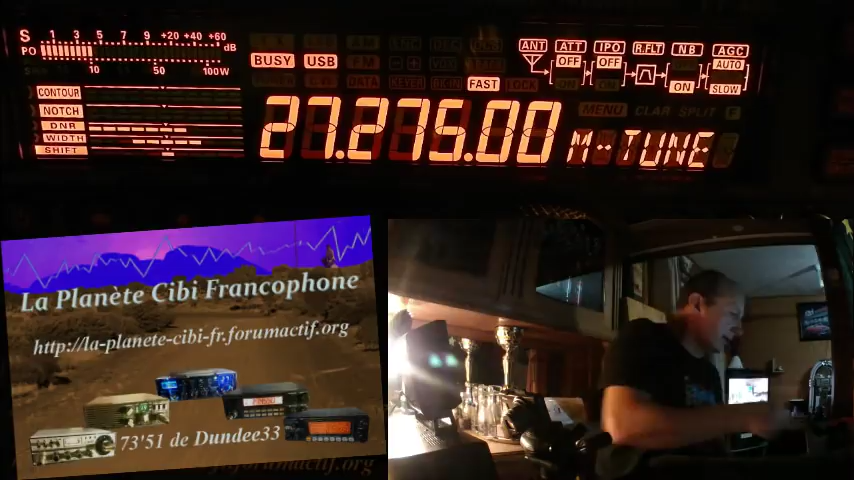 S 1 3 5 7 9 +20 +40 +60 dB
PO
10 50 100W
BUSY USB FAST
ANT ATT IPO R.FLT NB AGC
OFF OFF AUTO
ON SLOW
CONTOUR
NOTCH
DNR
WIDTH
SHIFT
MENU CLAR SPLIT F
27.275.00 M-TUNE
La Planète Cibi Francophone
http://la-planete-cibi-fr.forumactif.org
73'51 de Dundee33